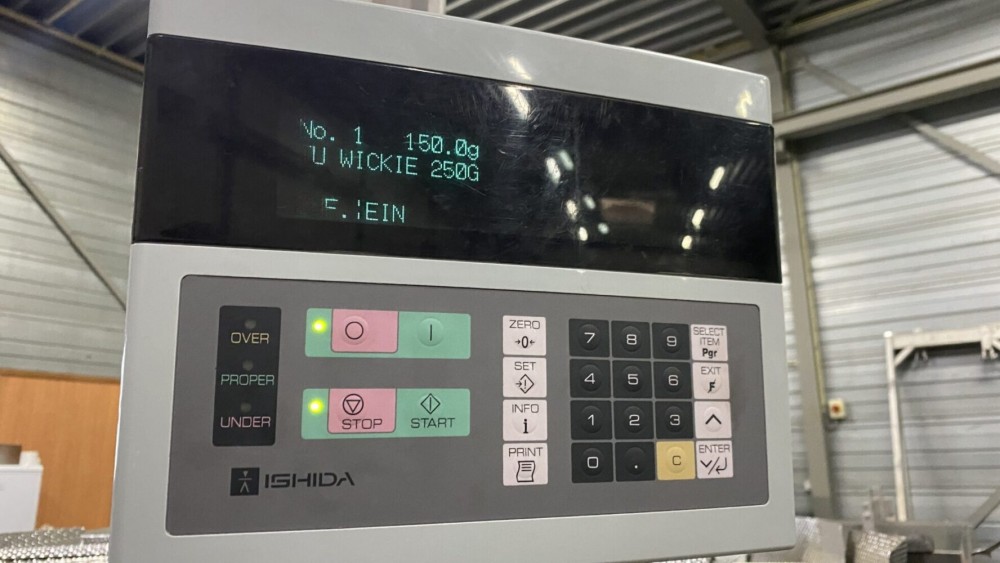 No. 1 150.0g
U WICKIE 250G
OVER
PROPER
UNDER
STOP
START
ISHIDA
ZERO
→0←
SET
INFO
i
PRINT
7 8 9
4 5 6
1 2 3
0 . C
SELECT
ITEM
Pgr
EXIT
F
ENTER